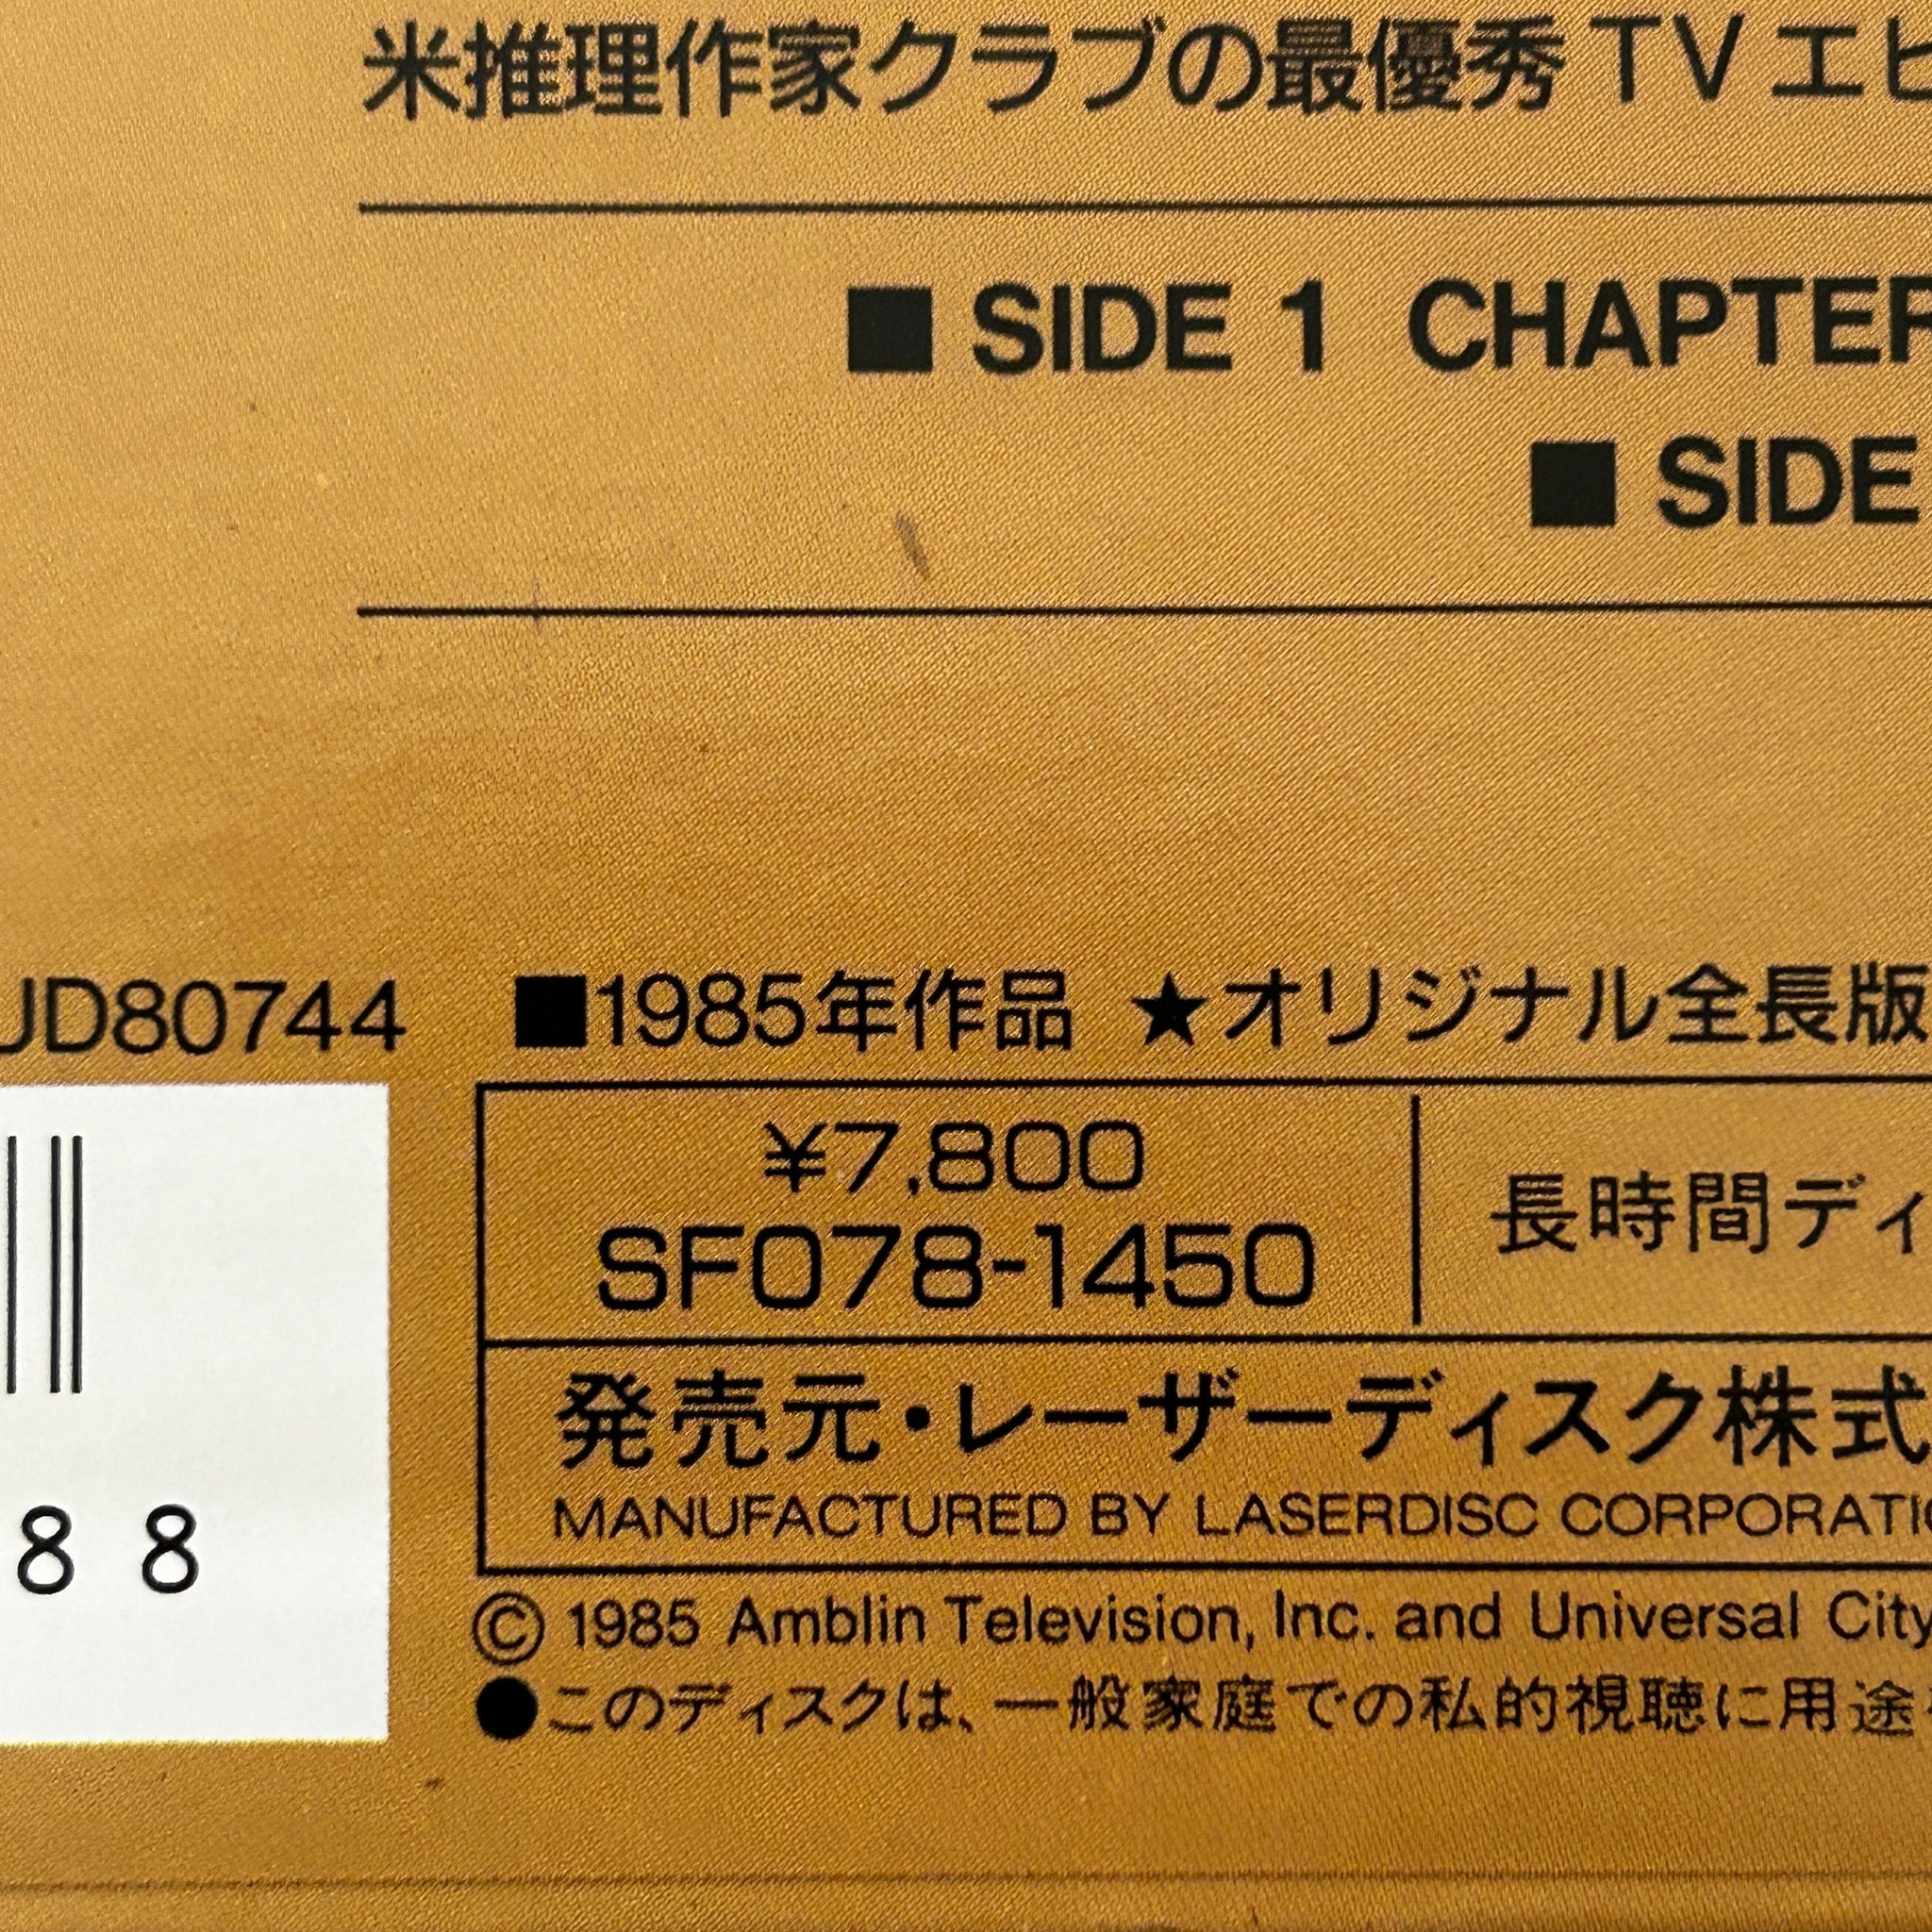 米推理作家クラブの最優秀TVエピ
■SIDE 1 CHAPTER
■SIDE
JD80744 ■1985年作品 ★オリジナル全長版
¥7,800
SF078-1450
長時間ディ
発売元・レーザーディスク株式
MANUFACTURED BY LASERDISC CORPORATI
88
©1985 Amblin Television, Inc. and Universal City
●このディスクは、一般家庭での私的視聴に用途